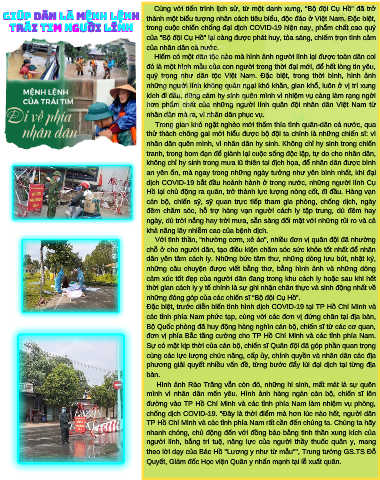 GIÚP DÂN LÀ MỆNH LỆNH
TRÁI TIM NGƯỜI LÍNH
MỆNH LỆNH
CỦA TRÁI TIM
Đi về phía
nhân dân
Cùng với tiến trình lịch sử, từ một danh xưng, "Bộ đội Cụ Hồ" đã trở
thành một biểu tượng nhân cách tiêu biểu, độc đáo ở Việt Nam. Đặc biệt,
trong cuộc chiến chống đại dịch COVID-19 hiện nay, phẩm chất cao quý
của "Bộ đội Cụ Hồ" lại càng được phát huy, tỏa sáng, chiếm trọn tình cảm
của nhân dân cả nước.
Hiếm có một dân tộc nào mà hình ảnh người lính lại được toàn dân coi
đó là một hình mẫu của con người trong thời đại mới, để hết lòng tin yêu,
quý trọng như dân tộc Việt Nam. Đặc biệt, trong thời bình, hình ảnh
những người lính không quản ngại khó khăn, gian khổ, luôn ở vị trí xung
kích đi đầu, dũng cảm hy sinh quên mình vì nhiệm vụ càng làm rạng ngời
hơn phẩm chất của những người lính quân đội nhân dân Việt Nam từ
nhân dân mà ra, vì nhân dân phục vụ.
Trong gian khó ngặt nghèo mới thấm thía tình quân-dân cá nước, qua
thử thách chông gai mới hiểu được bộ đội ta chính là những chiến sĩ: vì
nhân dân quên mình, vì nhân dân hy sinh. Không chỉ hy sinh trong chiến
tranh, trong bom đạn để giành lại cuộc sống độc lập, tự do cho nhân dân,
không chỉ hy sinh trong mưa lũ thiên tai địch họa, để nhân dân được bình
an yên ổn, mà ngay trong những ngày tưởng như yên bình nhất, khi đại
dịch COVID-19 bắt đầu hoành hành ở trong nước, những người lính Cụ
Hồ lại chủ động ra quân, trở thành lực lượng nòng cốt, đi đầu. Hàng vạn
cán bộ, chiến sỹ, sỹ quan trực tiếp tham gia phòng, chống dịch, ngày
đêm chăm sóc, hỗ trợ hàng vạn người cách ly tập trung, dù đêm hay
ngày, dù trời nắng hay trời mưa, sẵn sàng đối mặt với những rủi ro và cả
khả năng lây nhiễm cao của bệnh dịch.
Với tinh thần, "nhường cơm, xẻ áo", nhiều đơn vị quân đội đã nhường
chỗ ở cho người dân, tạo điều kiện chăm sóc sức khỏe tốt nhất để nhân
dân yên tâm cách ly. Những bức tâm thư, những dòng lưu bút, nhật ký,
những câu chuyện được viết bằng thơ, bằng hình ảnh và những dòng
cảm xúc tốt đẹp của người dân đang trong khu cách ly hoặc sau khi hết
thời gian cách ly y tế chính là sự ghi nhận chân thực và sinh động nhất về
những đóng góp của các chiến sĩ "Bộ đội Cụ Hồ".
Đặc biệt, trước diễn biến tình hình dịch COVID-19 tại TP Hồ Chí Minh và
các tỉnh phía Nam phức tạp, cùng với các đơn vị đứng chân tại địa bàn,
Bộ Quốc phòng đã huy động hàng nghìn cán bộ, chiến sĩ từ các cơ quan,
đơn vị phía Bắc tăng cường cho TP Hồ Chí Minh và các tỉnh phía Nam.
Sự có mặt kịp thời của cán bộ, chiến sĩ Quân đội đã góp phần quan trọng
cùng các lực lượng chức năng, cấp ủy, chính quyền và nhân dân các địa
phương giải quyết nhiều vấn đề, từng bước đẩy lùi đại dịch tại từng địa
bàn.
Hình ảnh Rào Trăng vẫn còn đó, những hi sinh, mất mát là sự quên
mình vì nhân dân mến yêu. Hình ảnh hàng ngàn cán bộ, chiến sĩ lên
đường vào TP Hồ Chí Minh và các tỉnh phía Nam làm nhiệm vụ phòng,
chống dịch COVID-19. "Đây là thời điểm mà hơn lúc nào hết, người dân
TP Hồ Chí Minh và các tỉnh phía Nam rất cần đến chúng ta. Chúng ta hãy
nhanh chóng, chủ động đến với đồng bào bằng tinh thần xung kích của
người lính, bằng trí tuệ, năng lực của người thầy thuốc quân y, mang
theo lời dạy của Bác Hồ "Lương y như từ mẫu"", Trung tướng GS.TS Đỗ
Quyết, Giám đốc Học viện Quân y nhấn mạnh tại lễ xuất quân.